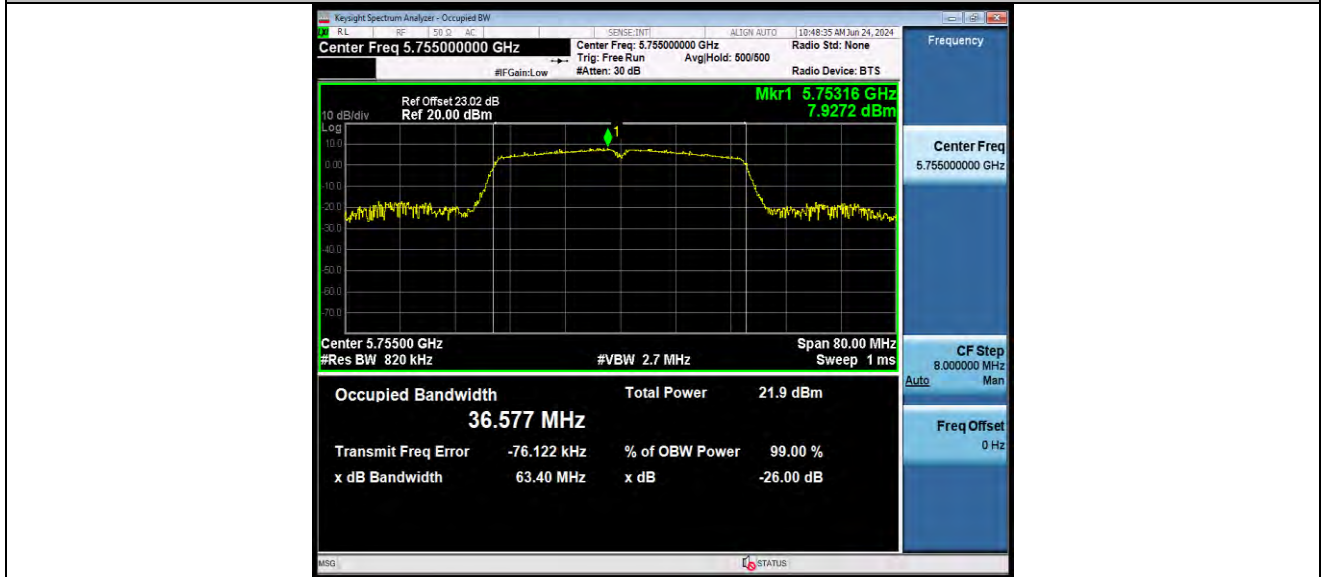 Keysight Spectrum Analyzer - Occupied BW
RL RF 50 Ω AC SENSE:INT ALIGN AUTO 10:48:35 AM Jun 24, 2024
Center Freq 5.755000000 GHz
Center Freq: 5.755000000 GHz
Radio Std: None
Trig: Free Run Avg|Hold: 500/500
#IFGain:Low #Atten: 30 dB Radio Device: BTS
Frequency
Mkr1 5.75316 GHz
7.9272 dBm
Ref Offset 23.02 dB
10 dB/div Ref 20.00 dBm
Log
1
10.0
0.00
-10.0
-20.0
-30.0
-40.0
-50.0
-60.0
-70.0
Center 5.75500 GHz Span 80.00 MHz
#Res BW 820 kHz #VBW 2.7 MHz Sweep 1 ms
Center Freq
5.755000000 GHz
CF Step
8.000000 MHz
Auto Man
Freq Offset
0 Hz
Occupied Bandwidth Total Power 21.9 dBm
36.577 MHz
Transmit Freq Error -76.122 kHz % of OBW Power 99.00 %
x dB Bandwidth 63.40 MHz x dB -26.00 dB
MSG STATUS